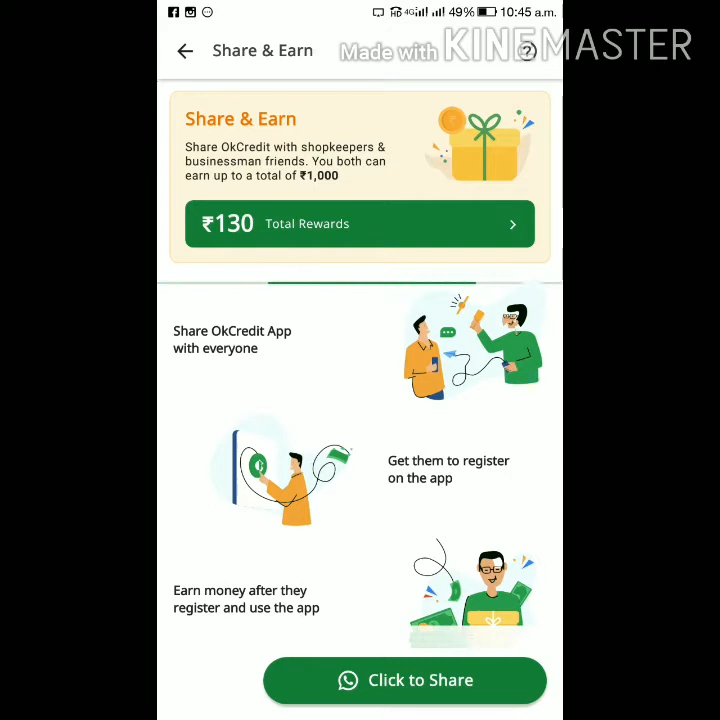 HD 4G 49% 10:45 a.m.
Share & Earn
Made with KINEMASTER
Share & Earn
Share OkCredit with shopkeepers &
businessman friends. You both can
earn up to a total of ₹1,000
₹130 Total Rewards
Share OkCredit App
with everyone
Get them to register
on the app
Earn money after they
register and use the app
Click to Share